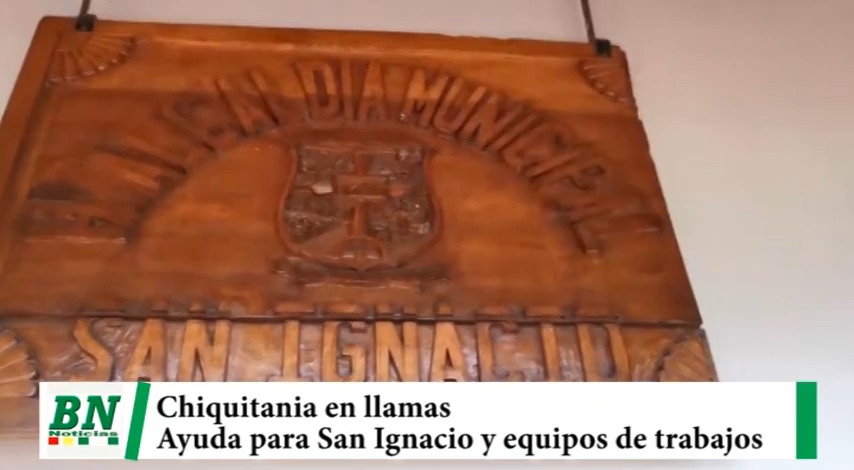 H. ALCALDIA MUNICIPAL
SAN IGNACIO
BN
Noticias
Chiquitania en llamas
Ayuda para San Ignacio y equipos de trabajos